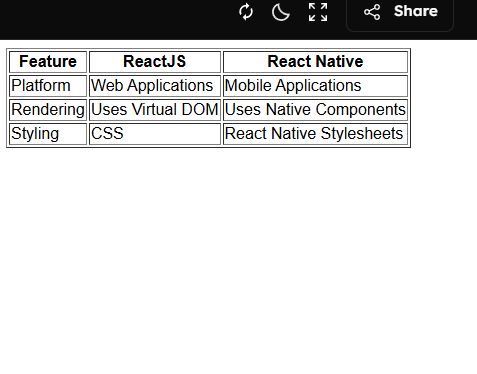 Share
Feature ReactJS React Native
Platform Web Applications Mobile Applications
Rendering Uses Virtual DOM Uses Native Components
Styling CSS React Native Stylesheets